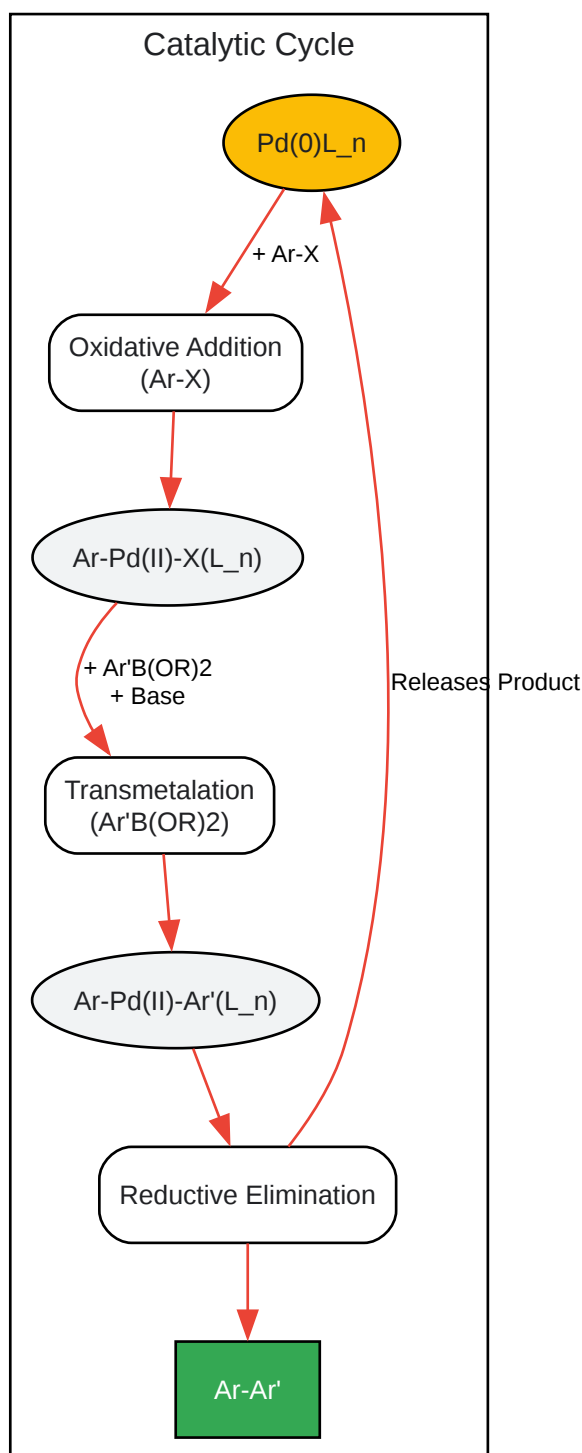 Catalytic Cycle
Pd(0)L_n
+ Ar-X
Oxidative Addition
(Ar-X)
Ar-Pd(II)-X(L_n)
+ Ar'B(OR)2
+ Base
Releases Product
Transmetalation
(Ar'B(OR)2)
Ar-Pd(II)-Ar'(L_n)
Reductive Elimination
Ar-Ar'